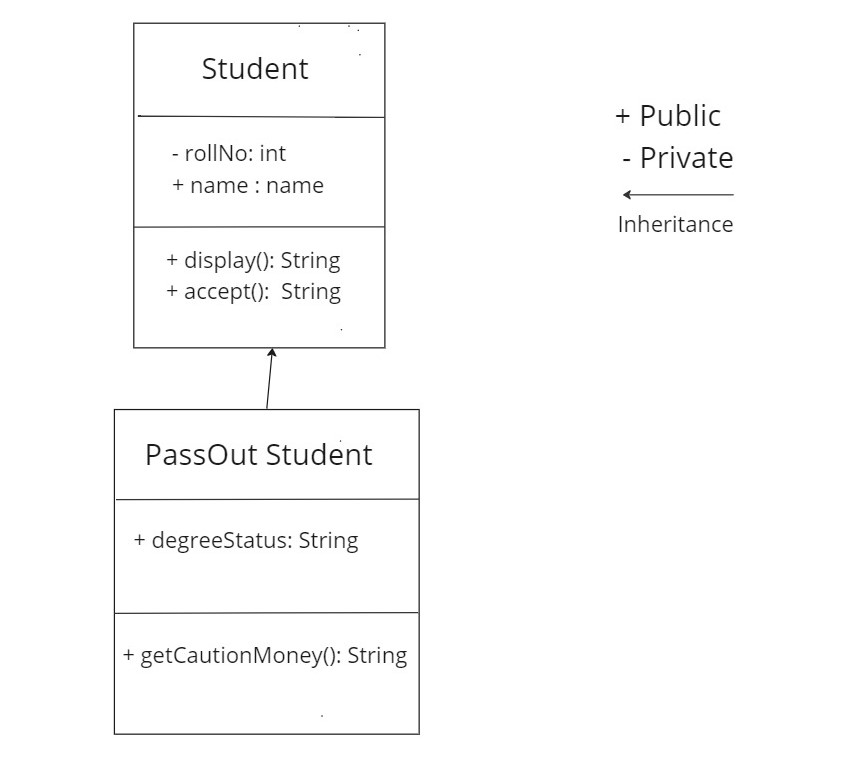 Student
- rollNo: int
+ name : name
+ display(): String
+ accept(): String
PassOut Student
+ degreeStatus: String
+ getCautionMoney(): String
+ Public
- Private
Inheritance